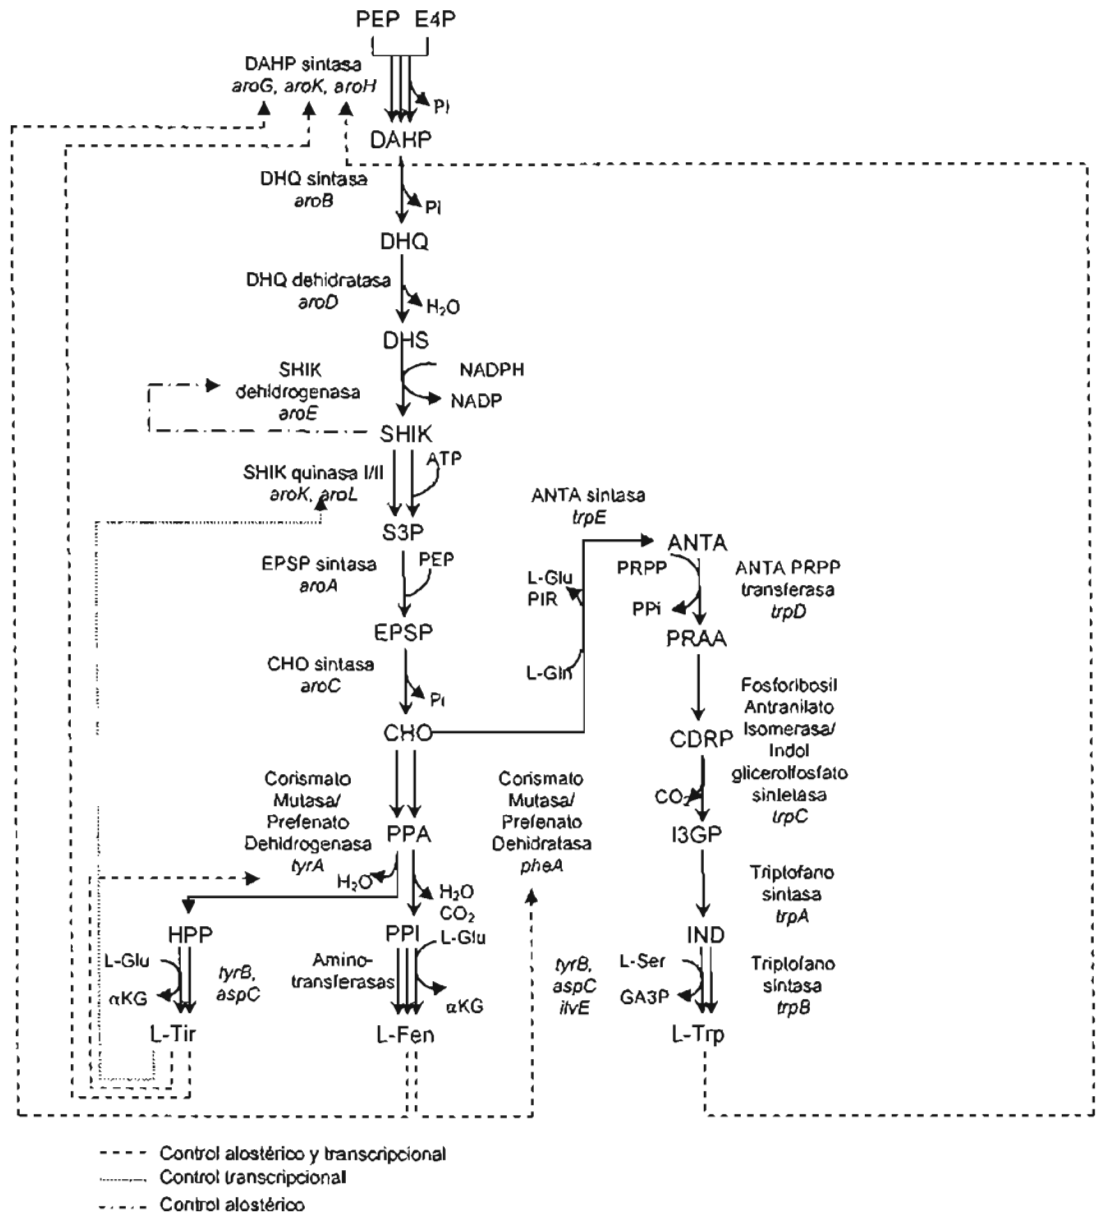 PEP E4P
DAHP sintasa
aroG, aroK, aroH
Pi
DAHP
DHQ sintasa
aroB
Pi
DHQ
DHQ dehidratasa
aroD
H₂O
DHS
SHIK
dehidrogenasa
aroE
NADPH
NADP
SHIK
ATP
SHIK quinasa I/II
aroK, aroL
S3P
EPSP sintasa
aroA
PEP
EPSP
CHO sintasa
aroC
Pi
CHO
ANTA sintasa
trpE
L-Glu
PIR
L-Gln
ANTA
PRPP
PPi
ANTA PRPP
transferasa
trpD
PRAA
Fosforibosil
Antranilato
Isomerasa/
Indol
glicerolfosfato
sintetasa
trpC
CDRP
CO₂
I3GP
Corismato
Mutasa/
Prefenato
Dehidrogenasa
tyrA
PPA
H₂O
H₂O
CO₂
Corismato
Mutasa/
Prefenato
Dehidratasa
pheA
Triptofano
sintasa
trpA
HPP
L-Glu
αKG
tyrB,
aspC
L-Tir
PPI
L-Glu
Amino-
transferasas
αKG
L-Fen
tyrB,
aspC
ilvE
IND
L-Ser
GA3P
Triptofano
sintasa
trpB
L-Trp
Control alostérico y transcripcional
Control transcripcional
Control alostérico